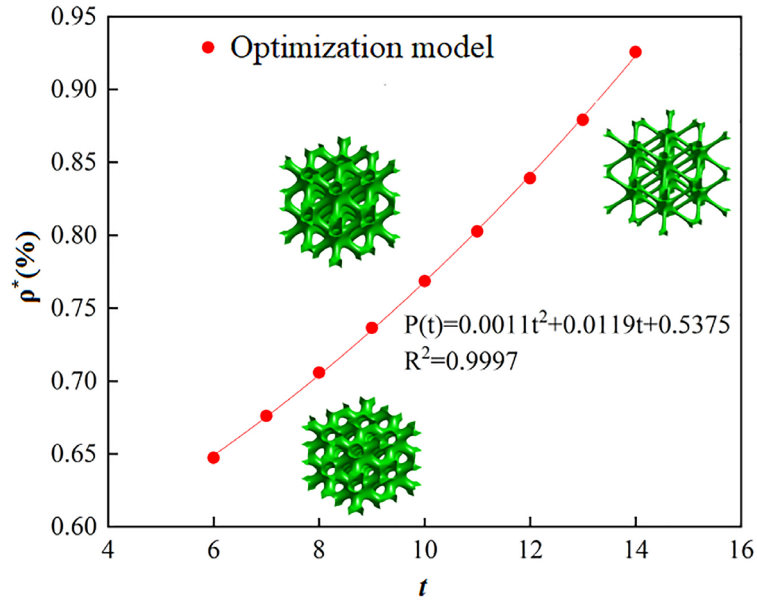 Optimization model
0.95
0.90
0.85
0.80
0.75
0.70
0.65
0.60
ρ*(%)
P(t)=0.0011t²+0.0119t+0.5375
R²=0.9997
4 6 8 10 12 14 16
t